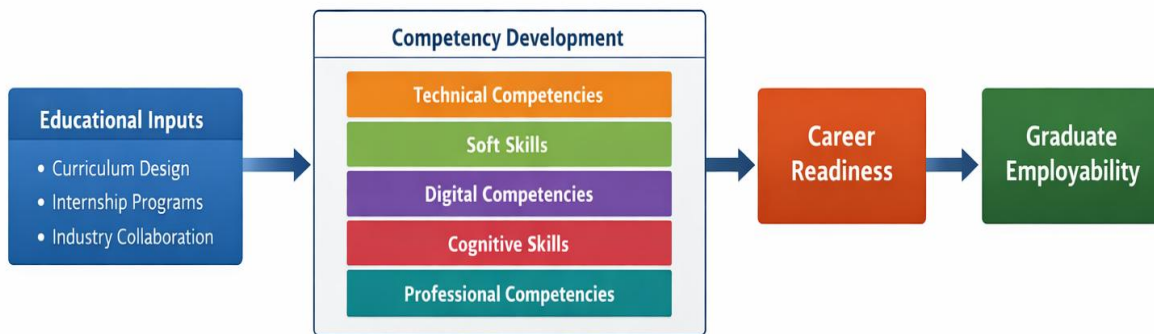 Educational Inputs
• Curriculum Design
• Internship Programs
• Industry Collaboration
Competency Development
Technical Competencies
Soft Skills
Digital Competencies
Cognitive Skills
Professional Competencies
Career
Readiness
Graduate
Employability